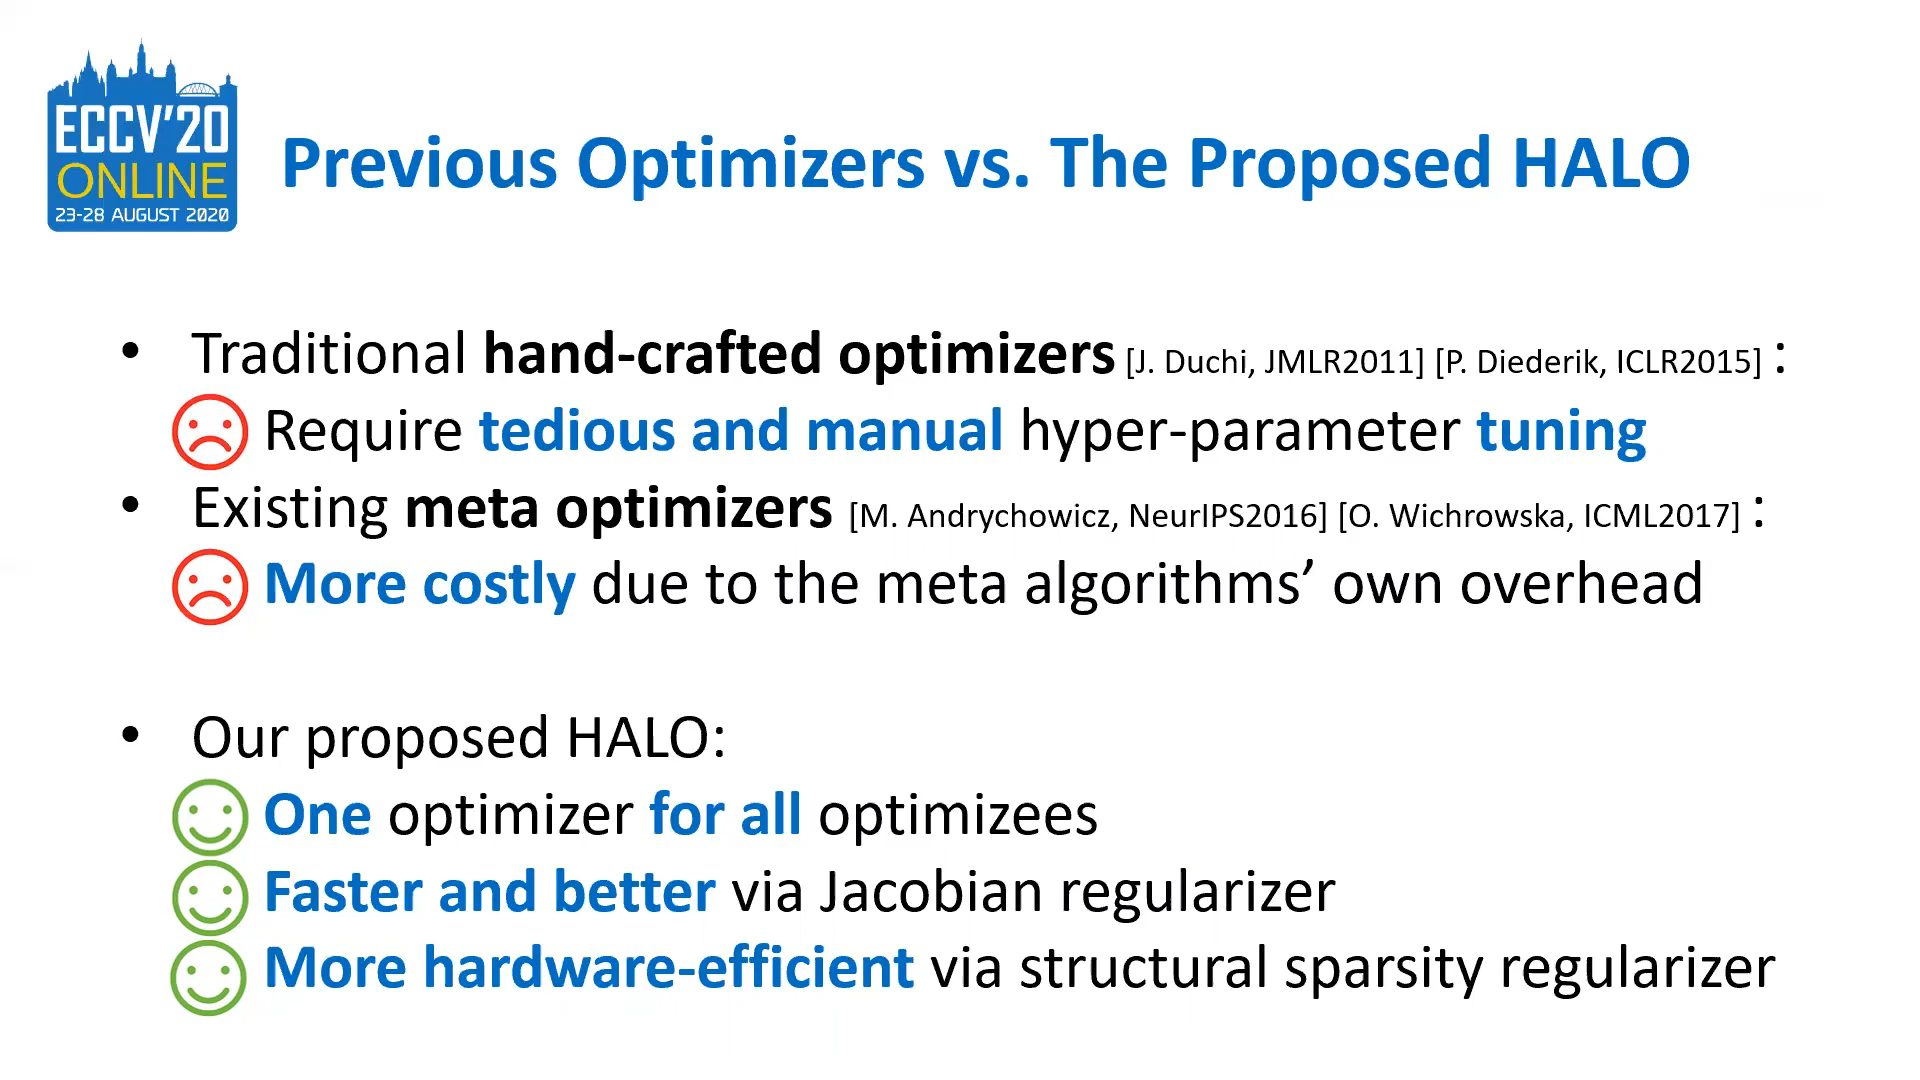 ECCV'20
ONLINE
23-28 AUGUST 2020
Previous Optimizers vs. The Proposed HALO
• Traditional hand-crafted optimizers [J. Duchi, JMLR2011] [P. Diederik, ICLR2015] :
Require tedious and manual hyper-parameter tuning
• Existing meta optimizers [M. Andrychowicz, NeurIPS2016] [O. Wichrowska, ICML2017] :
More costly due to the meta algorithms’ own overhead
• Our proposed HALO:
One optimizer for all optimizees
Faster and better via Jacobian regularizer
More hardware-efficient via structural sparsity regularizer